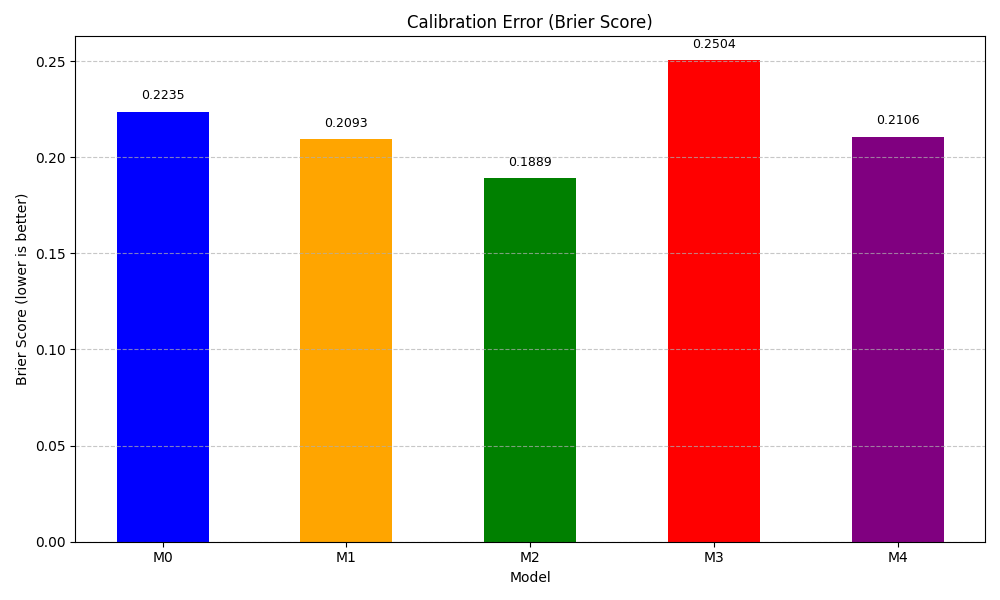 Calibration Error (Brier Score)
Brier Score (lower is better)
0.25
0.20
0.15
0.10
0.05
0.00
0.2235
0.2093
0.1889
0.2504
0.2106
M0
M1
M2
M3
M4
Model